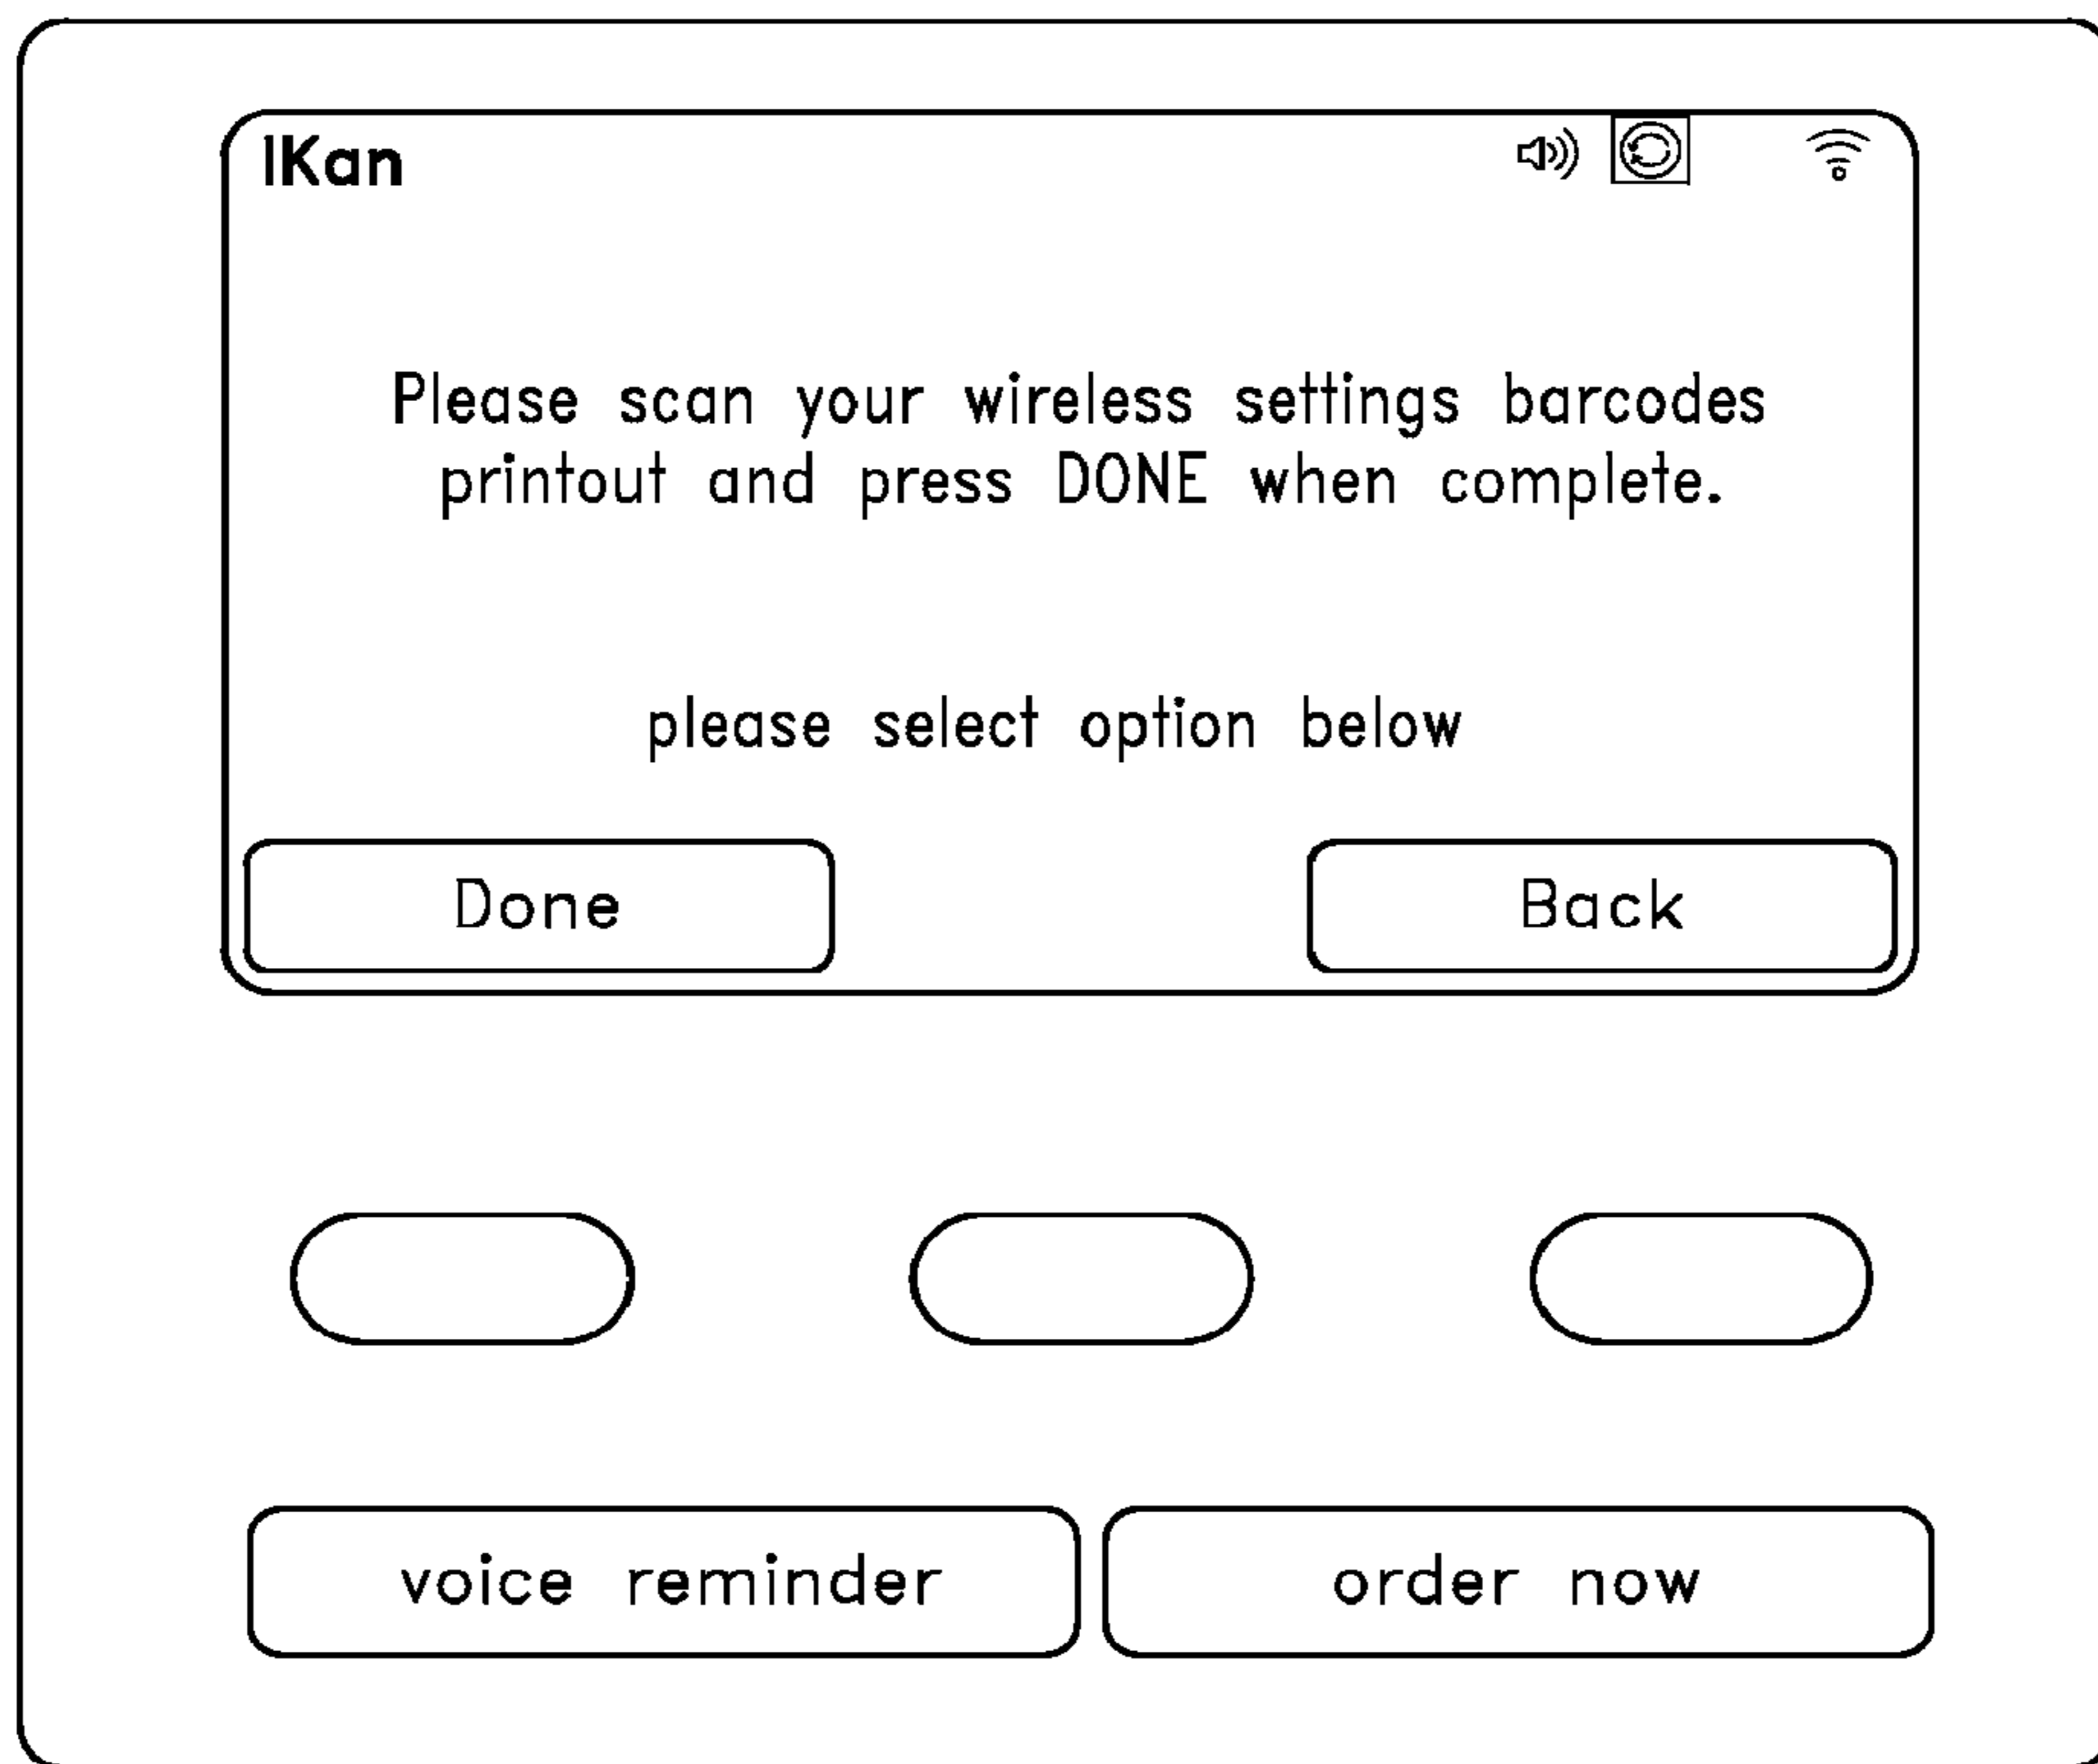 IKan
Please scan your wireless settings barcodes
printout and press DONE when complete.
please select option below
Done Back
voice reminder order now